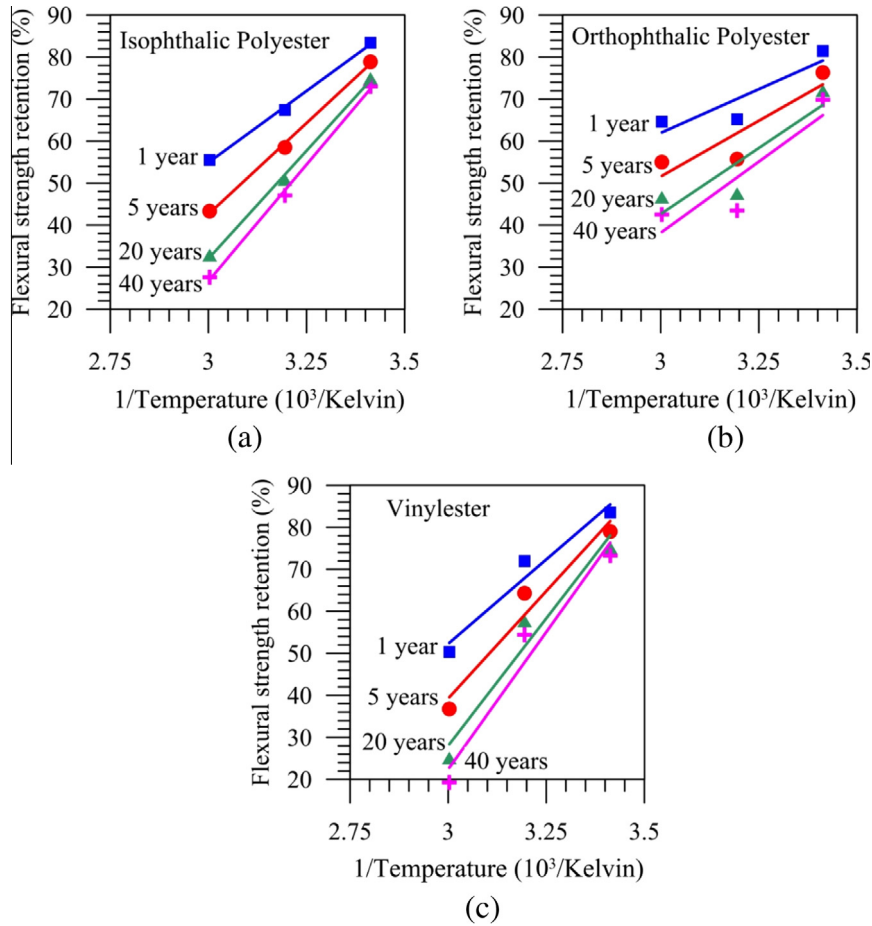 Isophthalic Polyester
Flexural strength retention (%)
90
80
70
60
50
40
30
20
1 year
5 years
20 years
40 years
2.75
3
3.25
3.5
1/Temperature (10³/Kelvin)
(a)
Orthophthalic Polyester
Flexural strength retention (%)
90
80
70
60
50
40
30
20
1 year
5 years
20 years
40 years
2.75
3
3.25
3.5
1/Temperature (10³/Kelvin)
(b)
Vinylester
Flexural strength retention (%)
90
80
70
60
50
40
30
20
1 year
5 years
20 years
40 years
2.75
3
3.25
3.5
1/Temperature (10³/Kelvin)
(c)